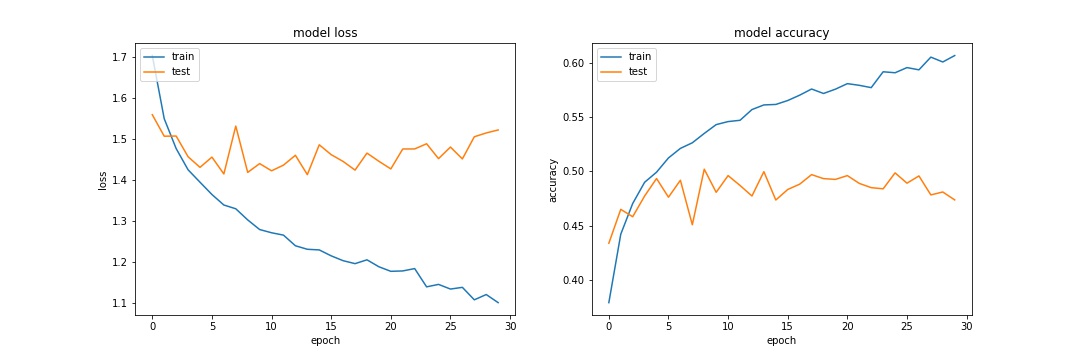 model loss
train
test
1.7
1.6
1.5
1.4
1.3
1.2
1.1
loss
0 5 10 15 20 25 30
epoch
model accuracy
train
test
0.60
0.55
0.50
0.45
0.40
accuracy
0 5 10 15 20 25 30
epoch